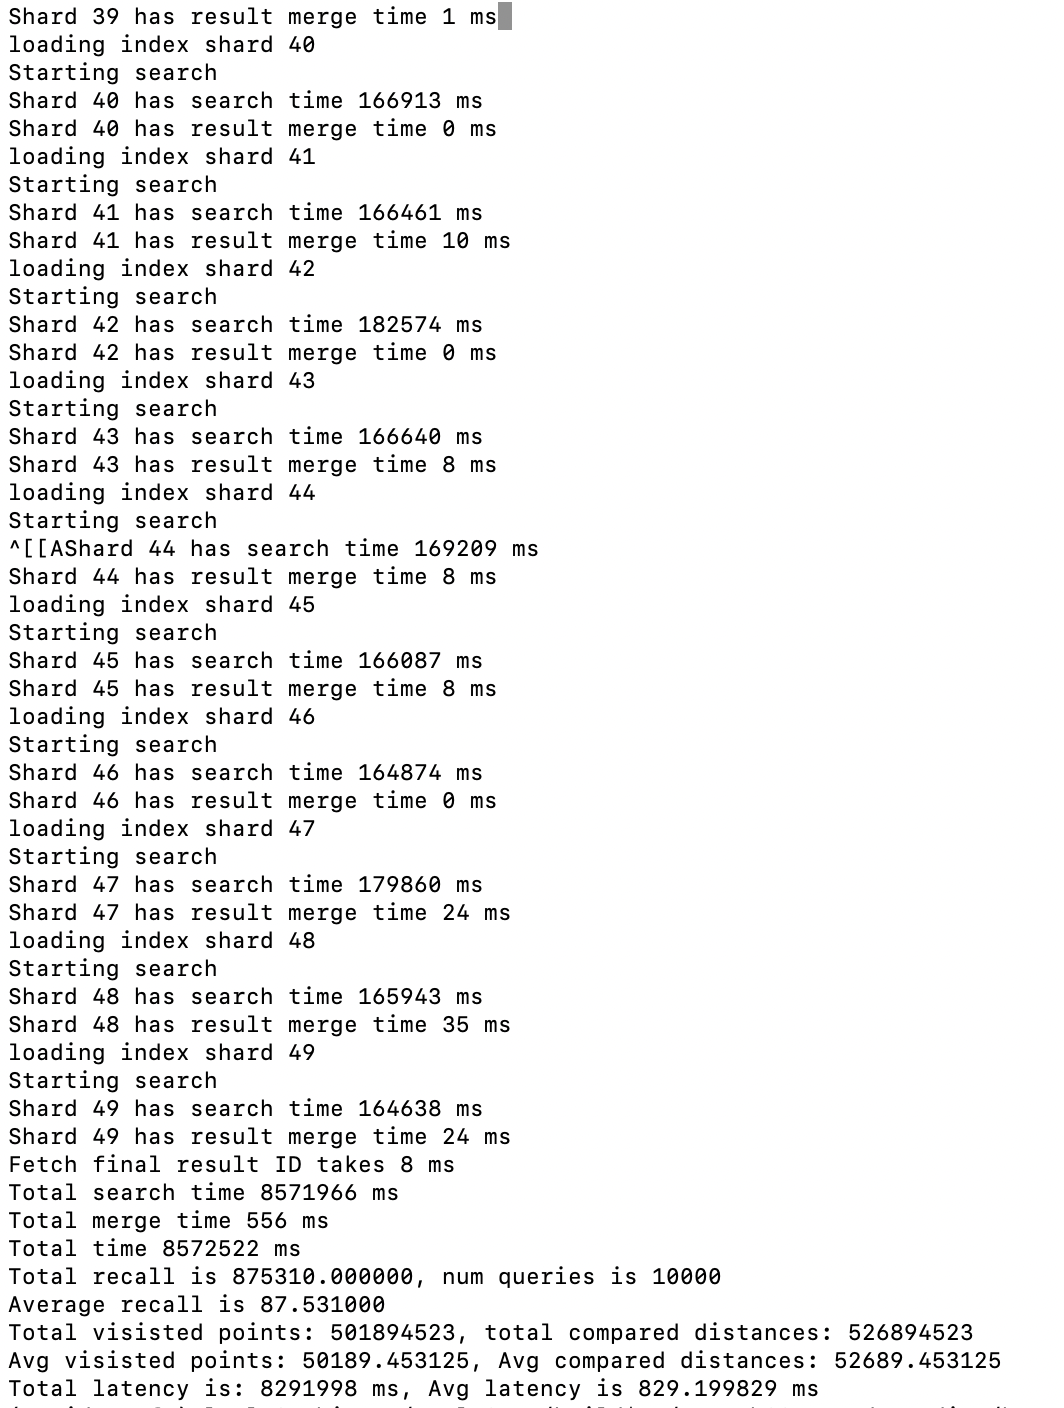 Shard 39 has result merge time 1 ms
loading index shard 40
Starting search
Shard 40 has search time 166913 ms
Shard 40 has result merge time 0 ms
loading index shard 41
Starting search
Shard 41 has search time 166461 ms
Shard 41 has result merge time 10 ms
loading index shard 42
Starting search
Shard 42 has search time 182574 ms
Shard 42 has result merge time 0 ms
loading index shard 43
Starting search
Shard 43 has search time 166640 ms
Shard 43 has result merge time 8 ms
loading index shard 44
Starting search
^[[AShard 44 has search time 169209 ms
Shard 44 has result merge time 8 ms
loading index shard 45
Starting search
Shard 45 has search time 166087 ms
Shard 45 has result merge time 8 ms
loading index shard 46
Starting search
Shard 46 has search time 164874 ms
Shard 46 has result merge time 0 ms
loading index shard 47
Starting search
Shard 47 has search time 179860 ms
Shard 47 has result merge time 24 ms
loading index shard 48
Starting search
Shard 48 has search time 165943 ms
Shard 48 has result merge time 35 ms
loading index shard 49
Starting search
Shard 49 has search time 164638 ms
Shard 49 has result merge time 24 ms
Fetch final result ID takes 8 ms
Total search time 8571966 ms
Total merge time 556 ms
Total time 8572522 ms
Total recall is 875310.000000, num queries is 10000
Average recall is 87.531000
Total visisted points: 501894523, total compared distances: 526894523
Avg visisted points: 50189.453125, Avg compared distances: 52689.453125
Total latency is: 8291998 ms, Avg latency is 829.199829 ms